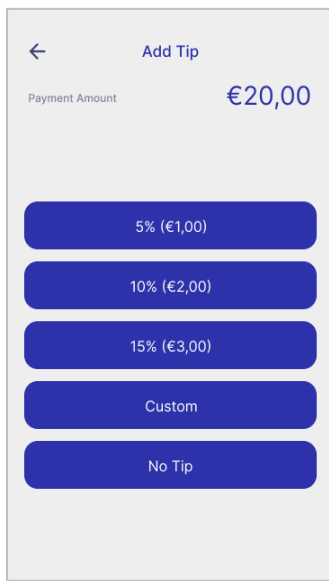 Add Tip
Payment Amount €20,00
5% (€1,00)
10% (€2,00)
15% (€3,00)
Custom
No Tip